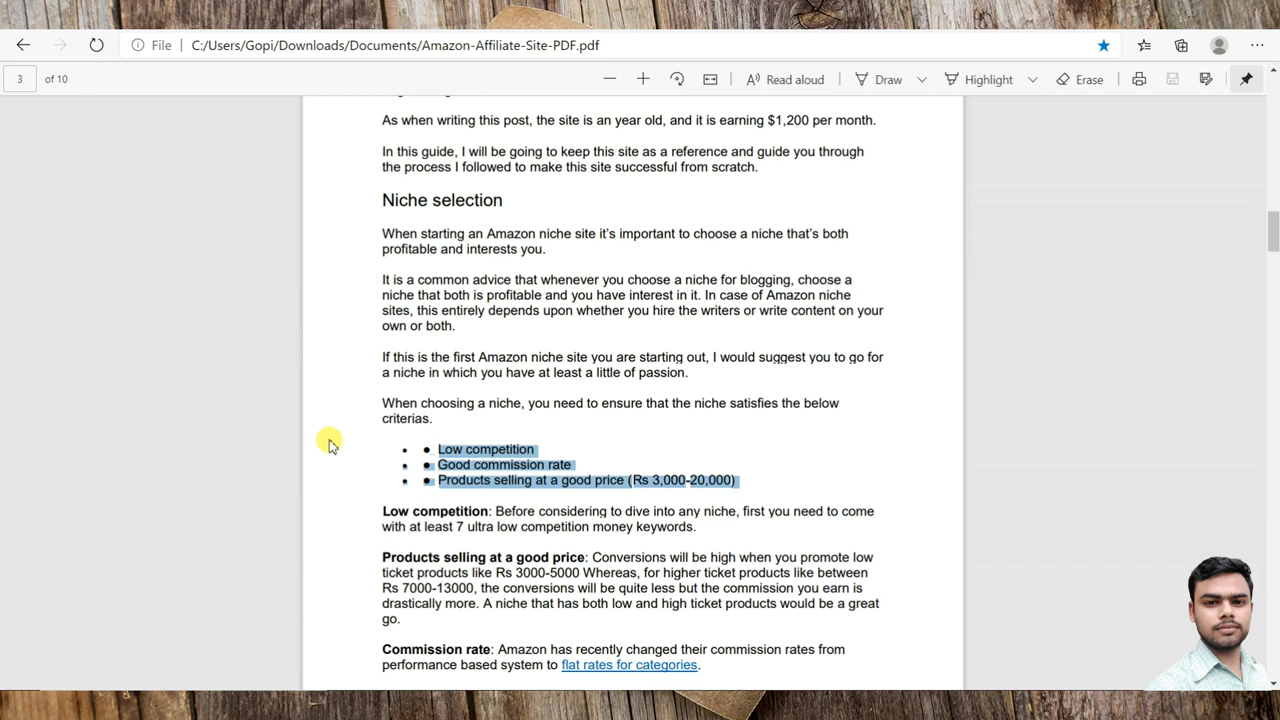 File
C:/Users/Gopi/Downloads/Documents/Amazon-Affiliate-Site-PDF.pdf
3 of 10
Read aloud
Draw
Highlight
Erase
As when writing this post, the site is an year old, and it is earning $1,200 per month.
In this guide, I will be going to keep this site as a reference and guide you through
the process I followed to make this site successful from scratch.
Niche selection
When starting an Amazon niche site it's important to choose a niche that's both
profitable and interests you.
It is a common advice that whenever you choose a niche for blogging, choose a
niche that both is profitable and you have interest in it. In case of Amazon niche
sites, this entirely depends upon whether you hire the writers or write content on your
own or both.
If this is the first Amazon niche site you are starting out, I would suggest you to go for
a niche in which you have at least a little of passion.
When choosing a niche, you need to ensure that the niche satisfies the below
criterias.
• • Low competition
• • Good commission rate
• • Products selling at a good price (Rs 3,000-20,000)
Low competition: Before considering to dive into any niche, first you need to come
with at least 7 ultra low competition money keywords.
Products selling at a good price: Conversions will be high when you promote low
ticket products like Rs 3000-5000 Whereas, for higher ticket products like between
Rs 7000-13000, the conversions will be quite less but the commission you earn is
drastically more. A niche that has both low and high ticket products would be a great
go.
Commission rate: Amazon has recently changed their commission rates from
performance based system to flat rates for categories.